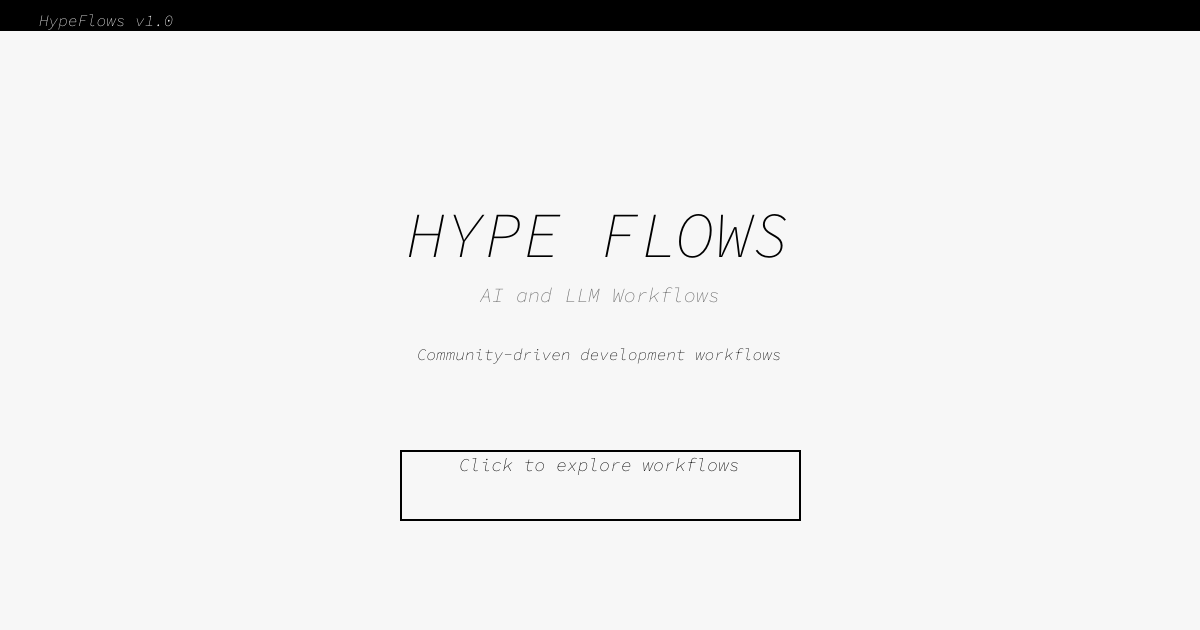 HypeFlows v1.0
HYPE FLOWS
AI and LLM Workflows
Community-driven development workflows
Click to explore workflows